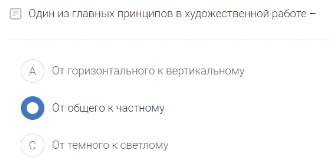 Один из главных принципов в художественной работе –
А От горизонтального к вертикальному
От общего к частному
С От темного к светлому